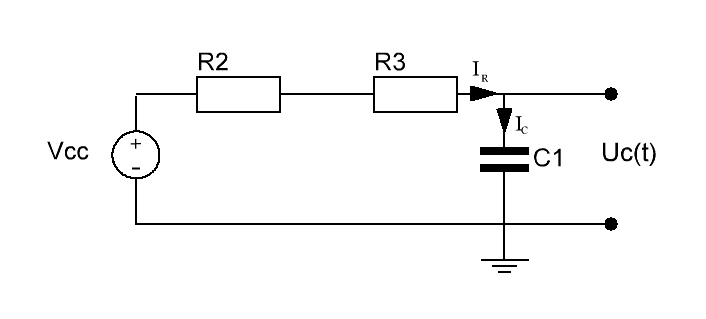 R2
R3
I_R
I_C
Vcc
+
-
C1
Uc(t)